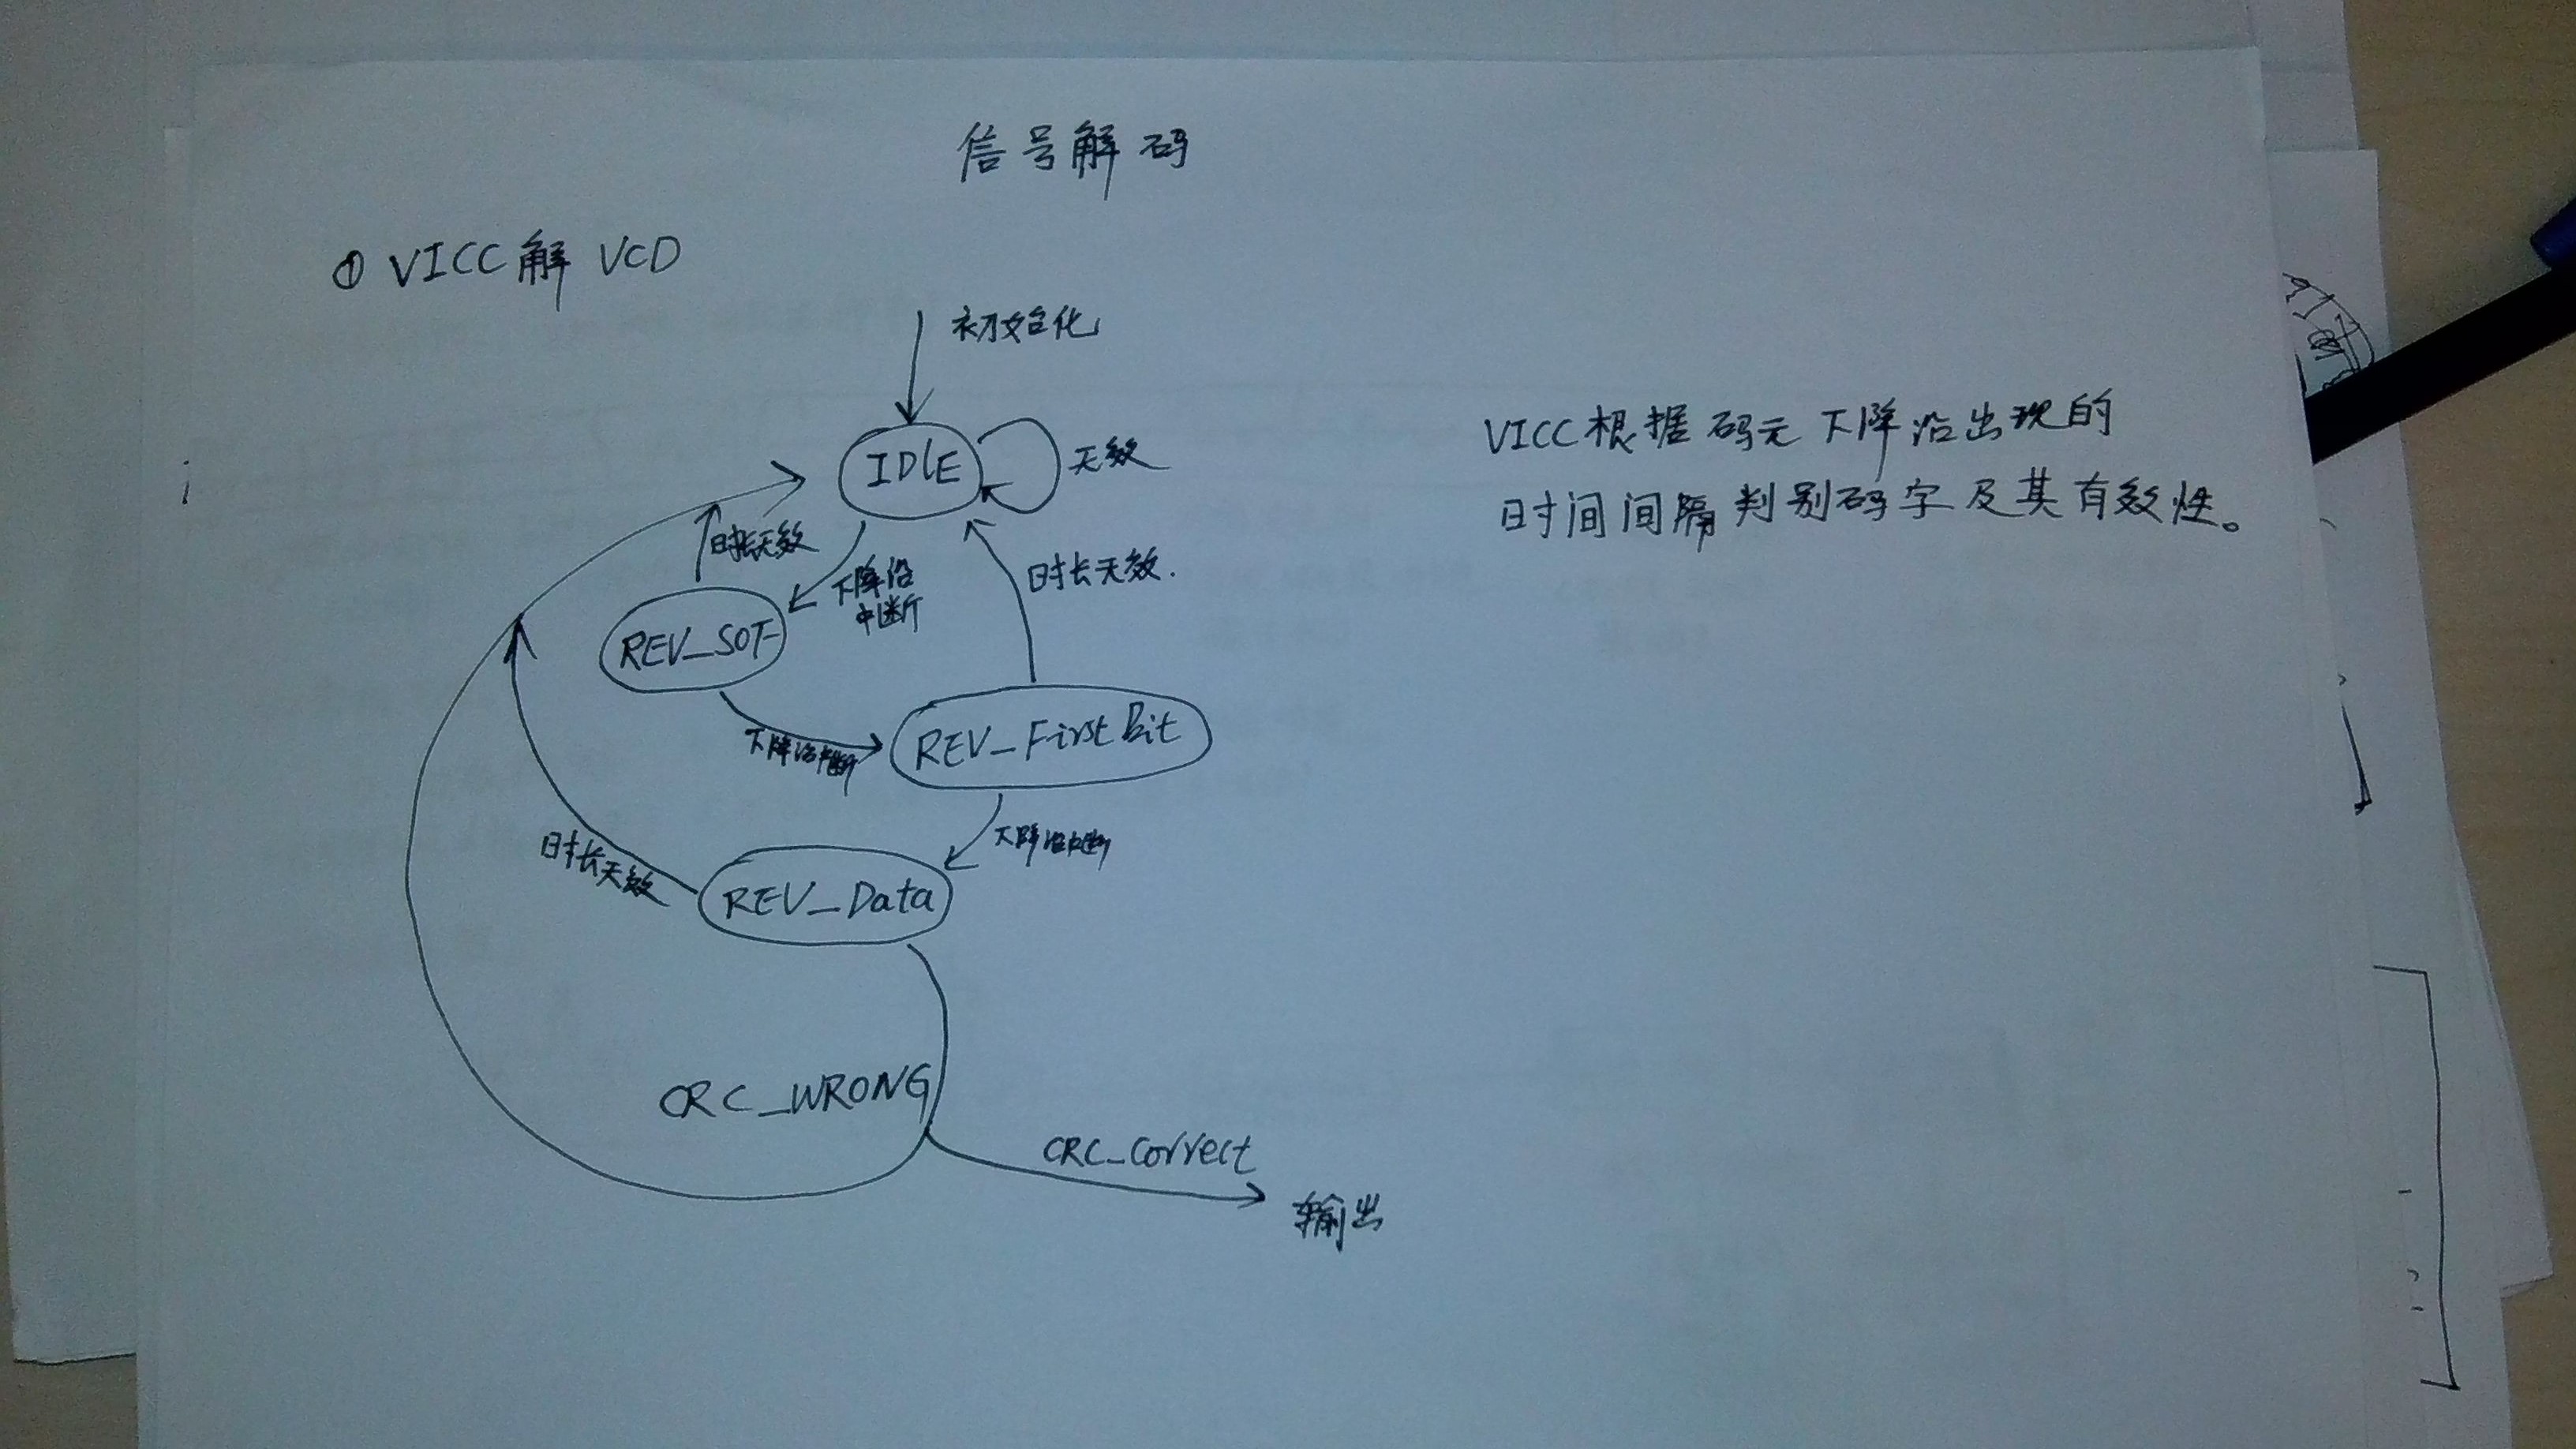 信号解码
① VICC解 VCD
初始化
IDLE
无效
VICC根据码元下降沿出现的
时间间隔判别码字及其有效性。
时长无效
下降沿
中断
时长无效.
REV_SOF
下降沿中断
REV_First Bit
下降沿中断
时长无效
REV_Data
CRC_WRONG
CRC_Correct
输出